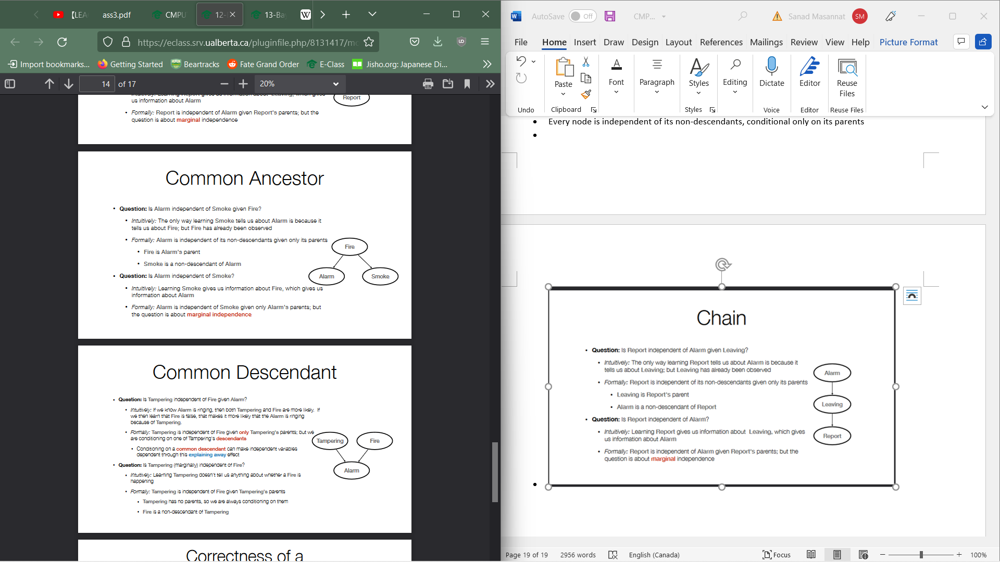 【LEA
ass3.pdf
CMPU
12-
13-Bay
W
https://eclass.srv.ualberta.ca/pluginfile.php/8131417/mo
Import bookmarks...
Getting Started
Beartracks
Fate Grand Order
E-Class
Jisho.org: Japanese Di...
14 of 17
20%
us information about Alarm
Formally: Report is independent of Alarm given Report's parents; but the
question is about marginal independence
Report
Common Ancestor
• Question: Is Alarm independent of Smoke given Fire?
• Intuitively: The only way learning Smoke tells us about Alarm is because it
tells us about Fire; but Fire has already been observed
• Formally: Alarm is independent of its non-descendants given only its parents
• Fire is Alarm's parent
• Smoke is a non-descendant of Alarm
• Question: Is Alarm independent of Smoke?
• Intuitively: Learning Smoke gives us information about Fire, which gives us
information about Alarm
• Formally: Alarm is independent of Smoke given only Alarm's parents; but
the question is about marginal independence
Fire
Alarm
Smoke
Common Descendant
• Question: Is Tampering independent of Fire given Alarm?
• Intuitively: If we know Alarm is ringing, then both Tampering and Fire are more likely. If
we then learn that Fire is false, that makes it more likely that the Alarm is ringing
because of Tampering.
• Formally: Tampering is independent of Fire given only Tampering's parents; but we
are conditioning on one of Tampering's descendants
• Conditioning on a common descendant can make independent variables
dependent through this explaining away effect
• Question: Is Tampering (marginally) independent of Fire?
• Intuitively: Learning Tampering doesn't tell us anything about whether a Fire is
happening
• Formally: Tampering is independent of Fire given Tampering's parents
• Tampering has no parents, so we are always conditioning on them
• Fire is a non-descendant of Tampering
Tampering
Fire
Alarm
Correctness of a
AutoSave Off
CMP...
Sanad Masannat
SM
File Home Insert Draw Design Layout References Mailings Review View Help Picture Format
Paste
Font
Paragraph
Styles
Editing
Dictate
Editor
Reuse
Files
Undo
Clipboard
Styles
Voice
Editor
Reuse Files
• Every node is independent of its non-descendants, conditional only on its parents
Chain
• Question: Is Report independent of Alarm given Leaving?
• Intuitively: The only way learning Report tells us about Alarm is because it
tells us about Leaving; but Leaving has already been observed
• Formally: Report is independent of its non-descendants given only its parents
• Leaving is Report's parent
• Alarm is a non-descendant of Report
• Question: Is Report independent of Alarm?
• Intuitively: Learning Report gives us information about Leaving, which gives
us information about Alarm
• Formally: Report is independent of Alarm given Report's parents; but the
question is about marginal independence
Alarm
Leaving
Report
Page 19 of 19
2956 words
English (Canada)
Focus
100%